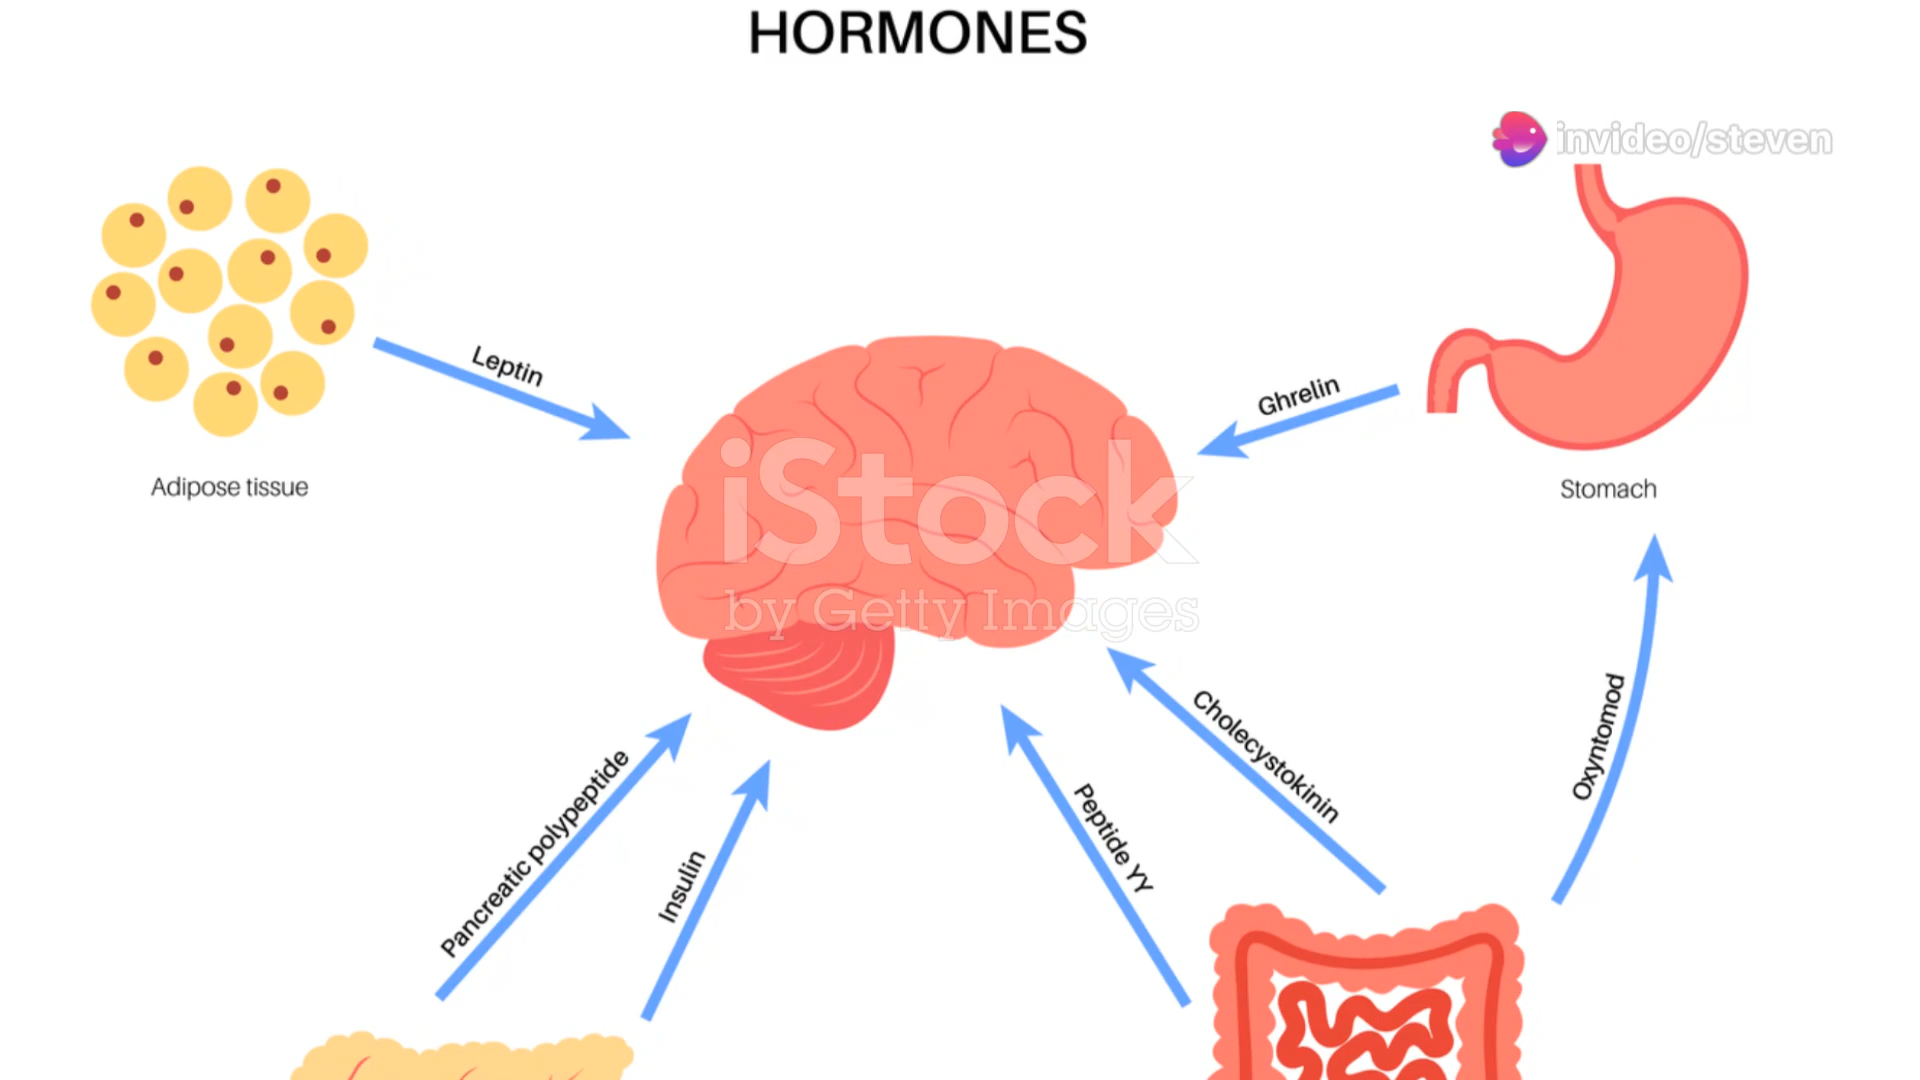 HORMONES
invideo/steven
Leptin
Ghrelin
Adipose tissue
Stomach
iStock
by Getty Images
Pancreatic polypeptide
Insulin
Peptide YY
Cholecystokinin
Oxyntomod